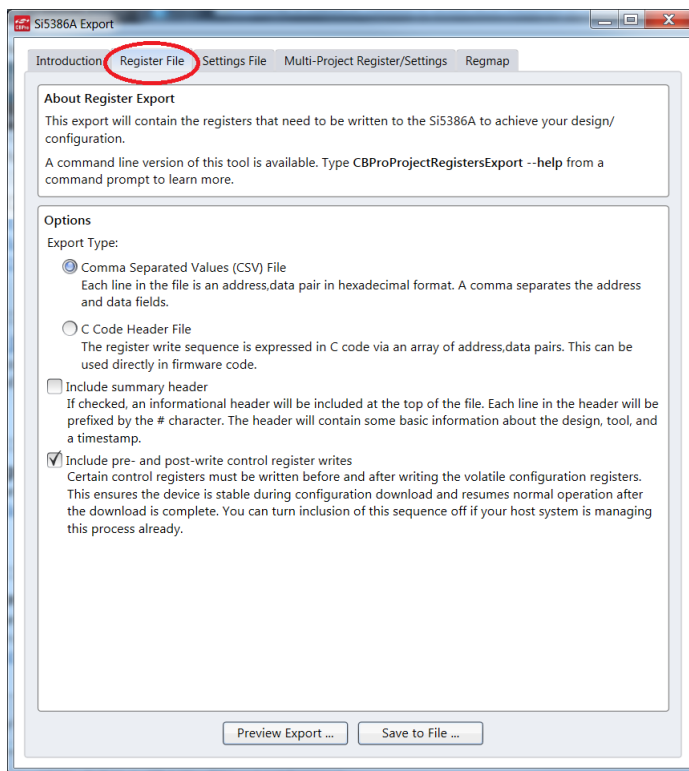 CBPro Si5386A Export
Introduction Register File Settings File Multi-Project Register/Settings Regmap
About Register Export
This export will contain the registers that need to be written to the Si5386A to achieve your design/
configuration.
A command line version of this tool is available. Type CBProProjectRegistersExport --help from a
command prompt to learn more.
Options
Export Type:
Comma Separated Values (CSV) File
Each line in the file is an address,data pair in hexadecimal format. A comma separates the address
and data fields.
C Code Header File
The register write sequence is expressed in C code via an array of address,data pairs. This can be
used directly in firmware code.
Include summary header
If checked, an informational header will be included at the top of the file. Each line in the header will be
prefixed by the # character. The header will contain some basic information about the design, tool, and
a timestamp.
Include pre- and post-write control register writes
Certain control registers must be written before and after writing the volatile configuration registers.
This ensures the device is stable during configuration download and resumes normal operation after
the download is complete. You can turn inclusion of this sequence off if your host system is managing
this process already.
Preview Export ... Save to File ...